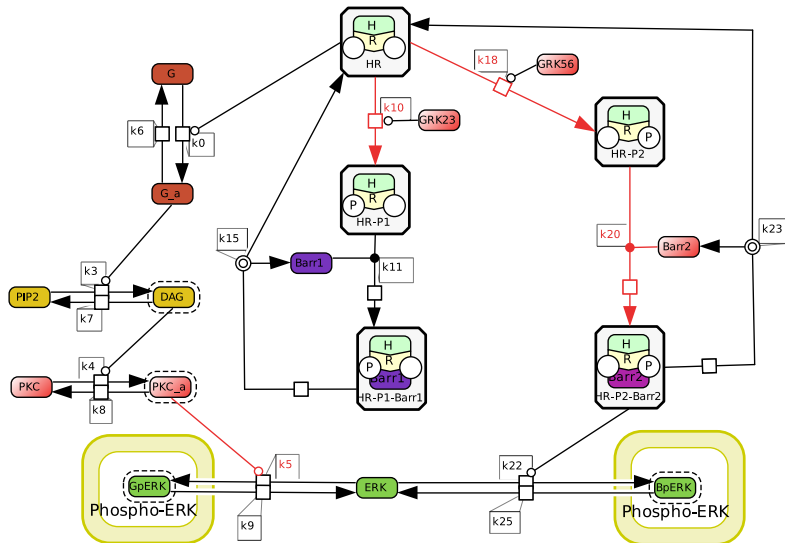 H
R
HR
k18
GRK56
G
k10
GRK23
k6
k0
H
R
P
HR-P2
G_a
H
R
P
HR-P1
k15
k20
k23
Barr2
Barr1
k11
k3
PIP2
DAG
k7
H
R
P
Barr1
HR-P1-Barr1
H
R
P
Barr2
HR-P2-Barr2
k4
PKC
PKC_a
k8
k5
k22
GpERK
ERK
BpERK
Phospho-ERK
Phospho-ERK
k9
k25